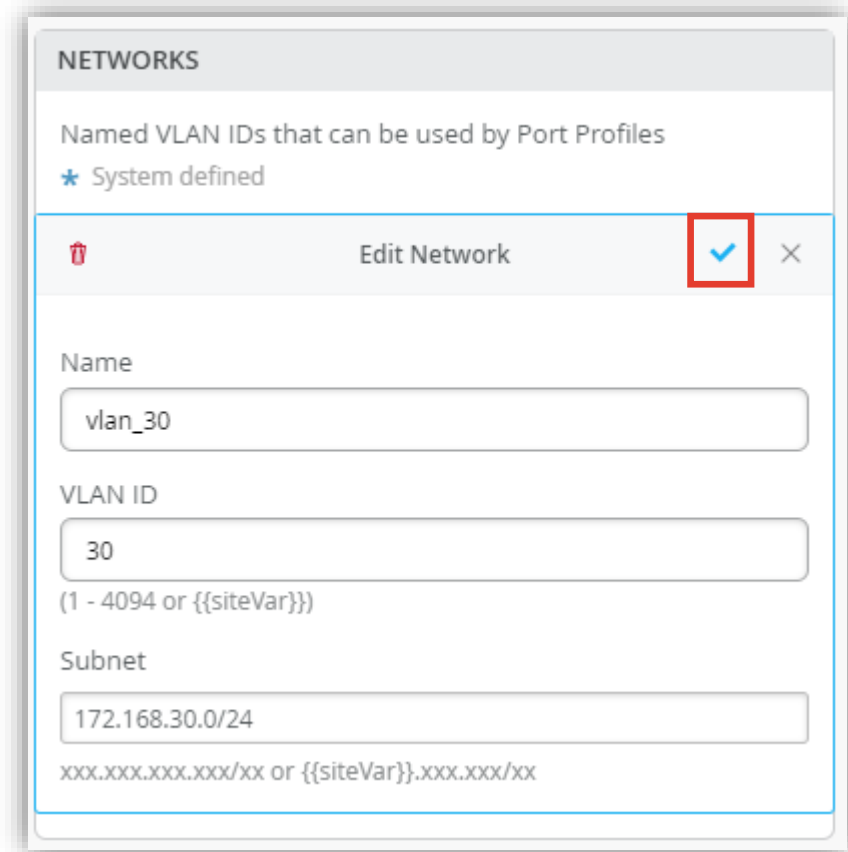 NETWORKS
Named VLAN IDs that can be used by Port Profiles
* System defined
Edit Network
Name
vlan_30
VLAN ID
30
(1 - 4094 or {{siteVar}})
Subnet
172.168.30.0/24
xxx.xxx.xxx.xxx/xx or {{siteVar}}.xxx.xxx/xx